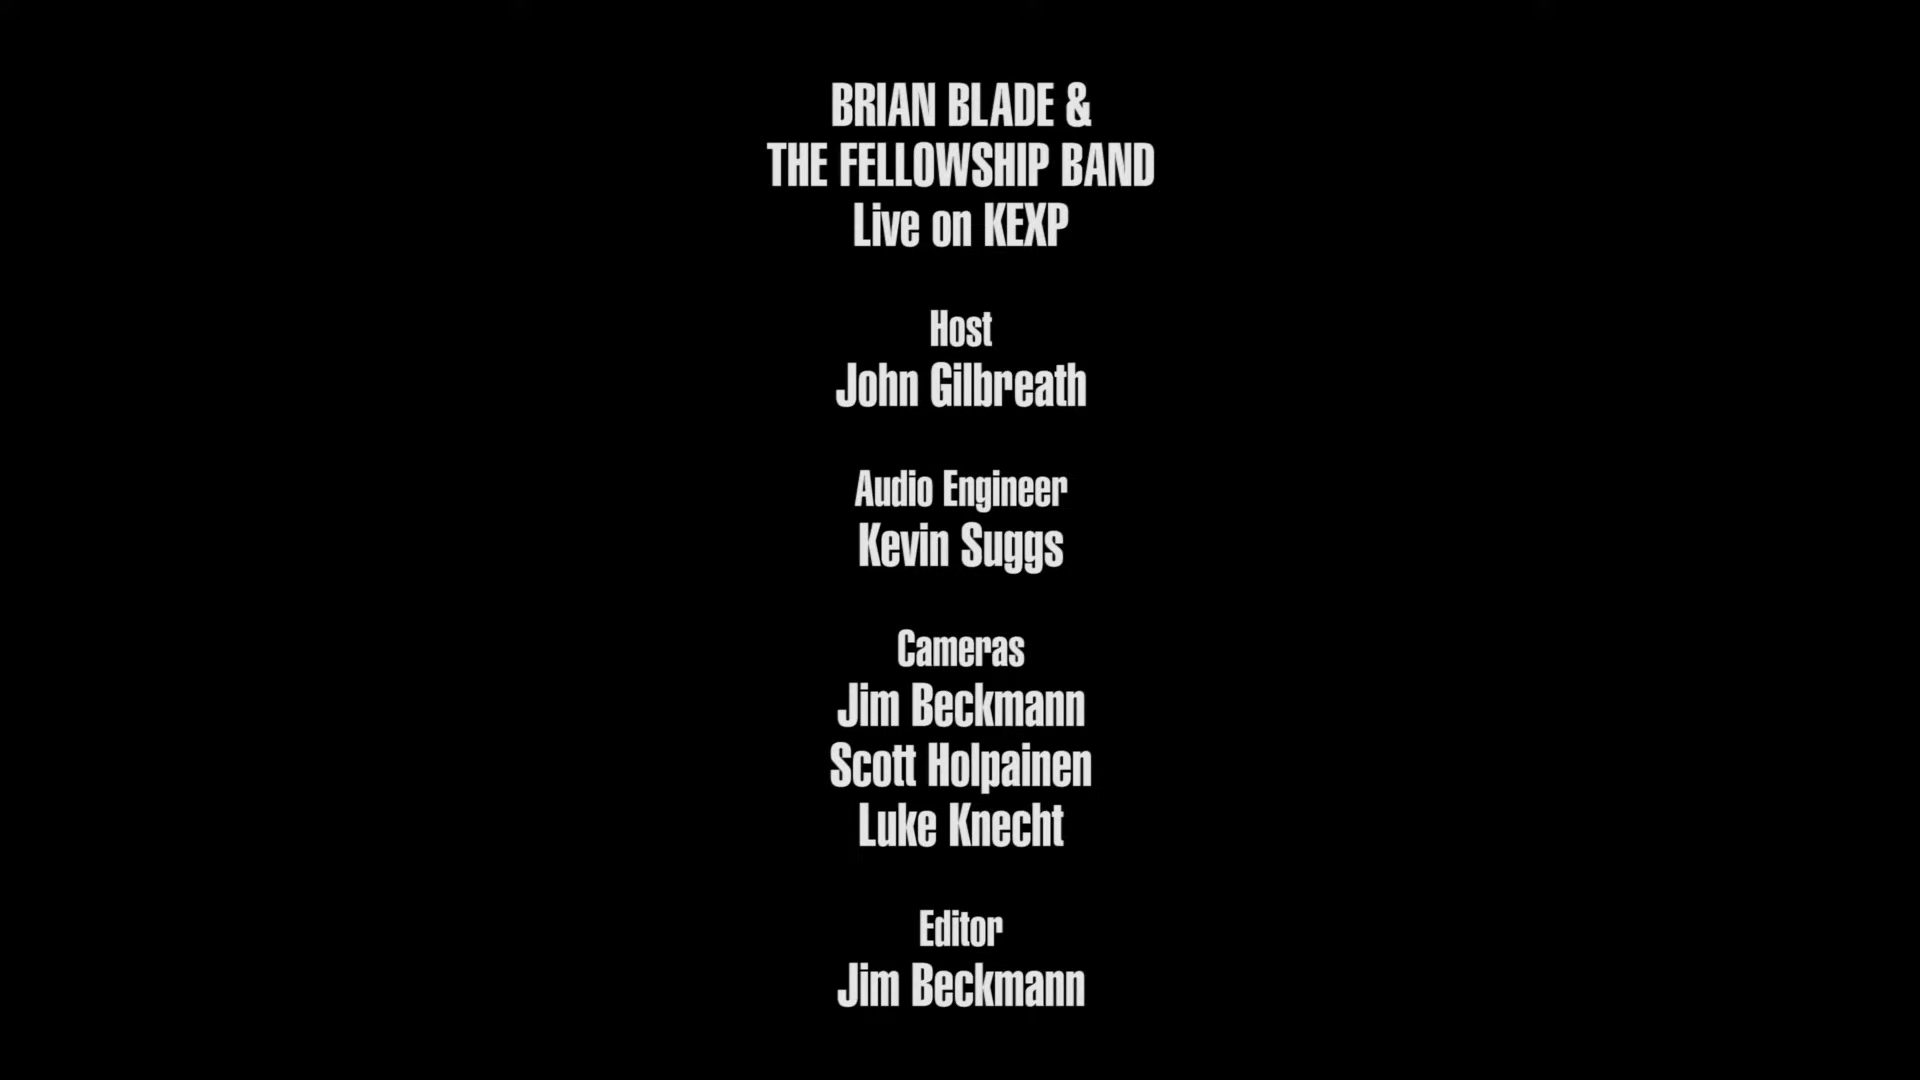 BRIAN BLADE &
THE FELLOWSHIP BAND
Live on KEXP
Host
John Gilbreath
Audio Engineer
Kevin Suggs
Cameras
Jim Beckmann
Scott Holpainen
Luke Knecht
Editor
Jim Beckmann